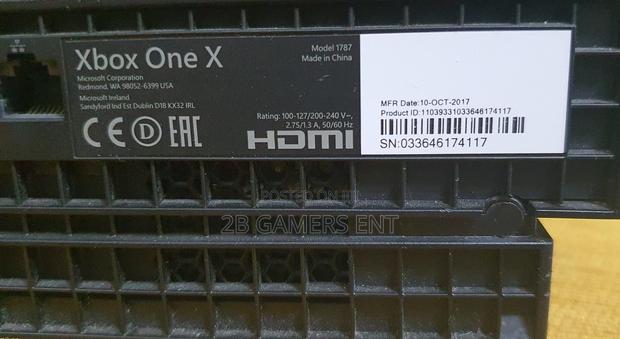 Xbox One X
Model 1787
Made in China
Microsoft Corporation
Redmond, WA 98052-6399 USA
Microsoft Ireland
Sandyford Ind Est Dublin D18 KX32 IRL
Rating: 100-127/200-240 V~,
2.75/1.3 A, 50/60 Hz
CE D EAC HDMI
MFR Date:10-OCT-2017
Product ID:11039331033646174117
SN:033646174117
POSTED ON JIJI
2B GAMERS ENT